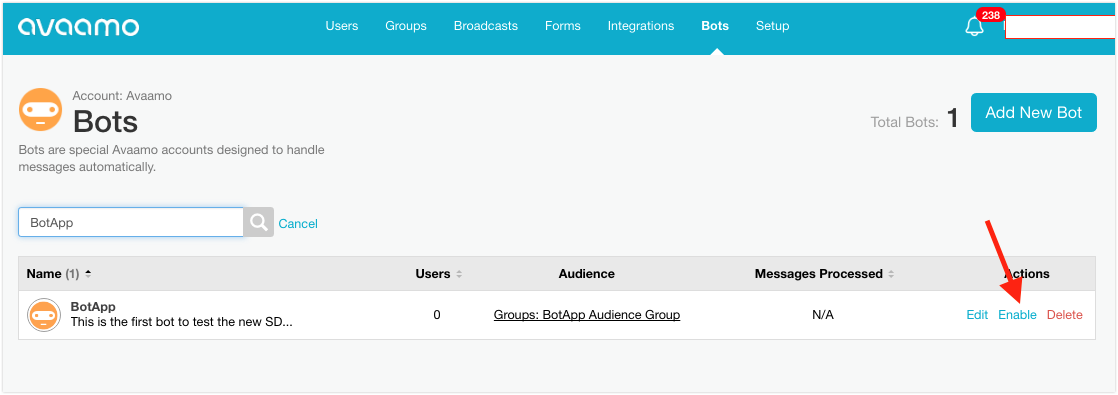 avaamo Users Groups Broadcasts Forms Integrations Bots Setup 238
Account: Avaamo
Bots
Total Bots: 1 Add New Bot
Bots are special Avaamo accounts designed to handle
messages automatically.
BotApp Cancel
Name (1) Users Audience Messages Processed Actions
BotApp
This is the first bot to test the new SD...
0 Groups: BotApp Audience Group N/A Edit Enable Delete